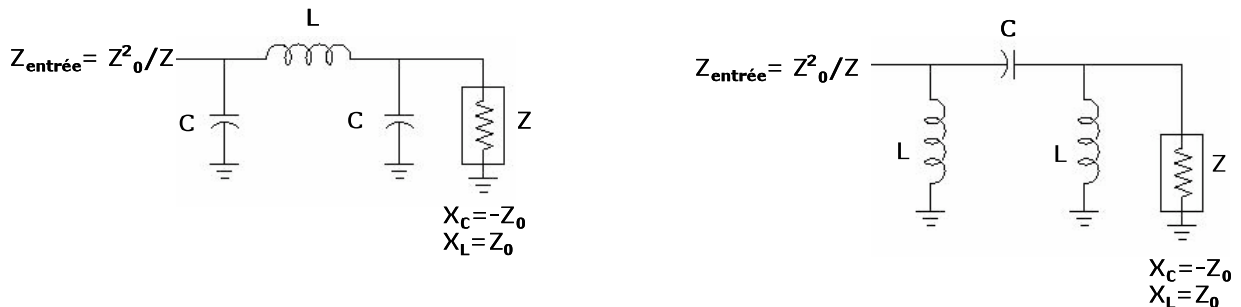 L
Zentrée= Z²0/Z
C
C
Z
XC=-Z0
XL=Z0
C
Zentrée= Z²0/Z
L
L
Z
XC=-Z0
XL=Z0